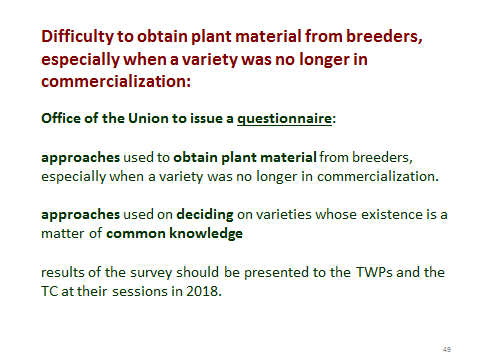 Difficulty to obtain plant material from breeders,
especially when a variety was no longer in
commercialization:
Office of the Union to issue a questionnaire:
approaches used to obtain plant material from breeders,
especially when a variety was no longer in commercialization.
approaches used on deciding on varieties whose existence is a
matter of common knowledge
results of the survey should be presented to the TWPs and the
TC at their sessions in 2018.
49